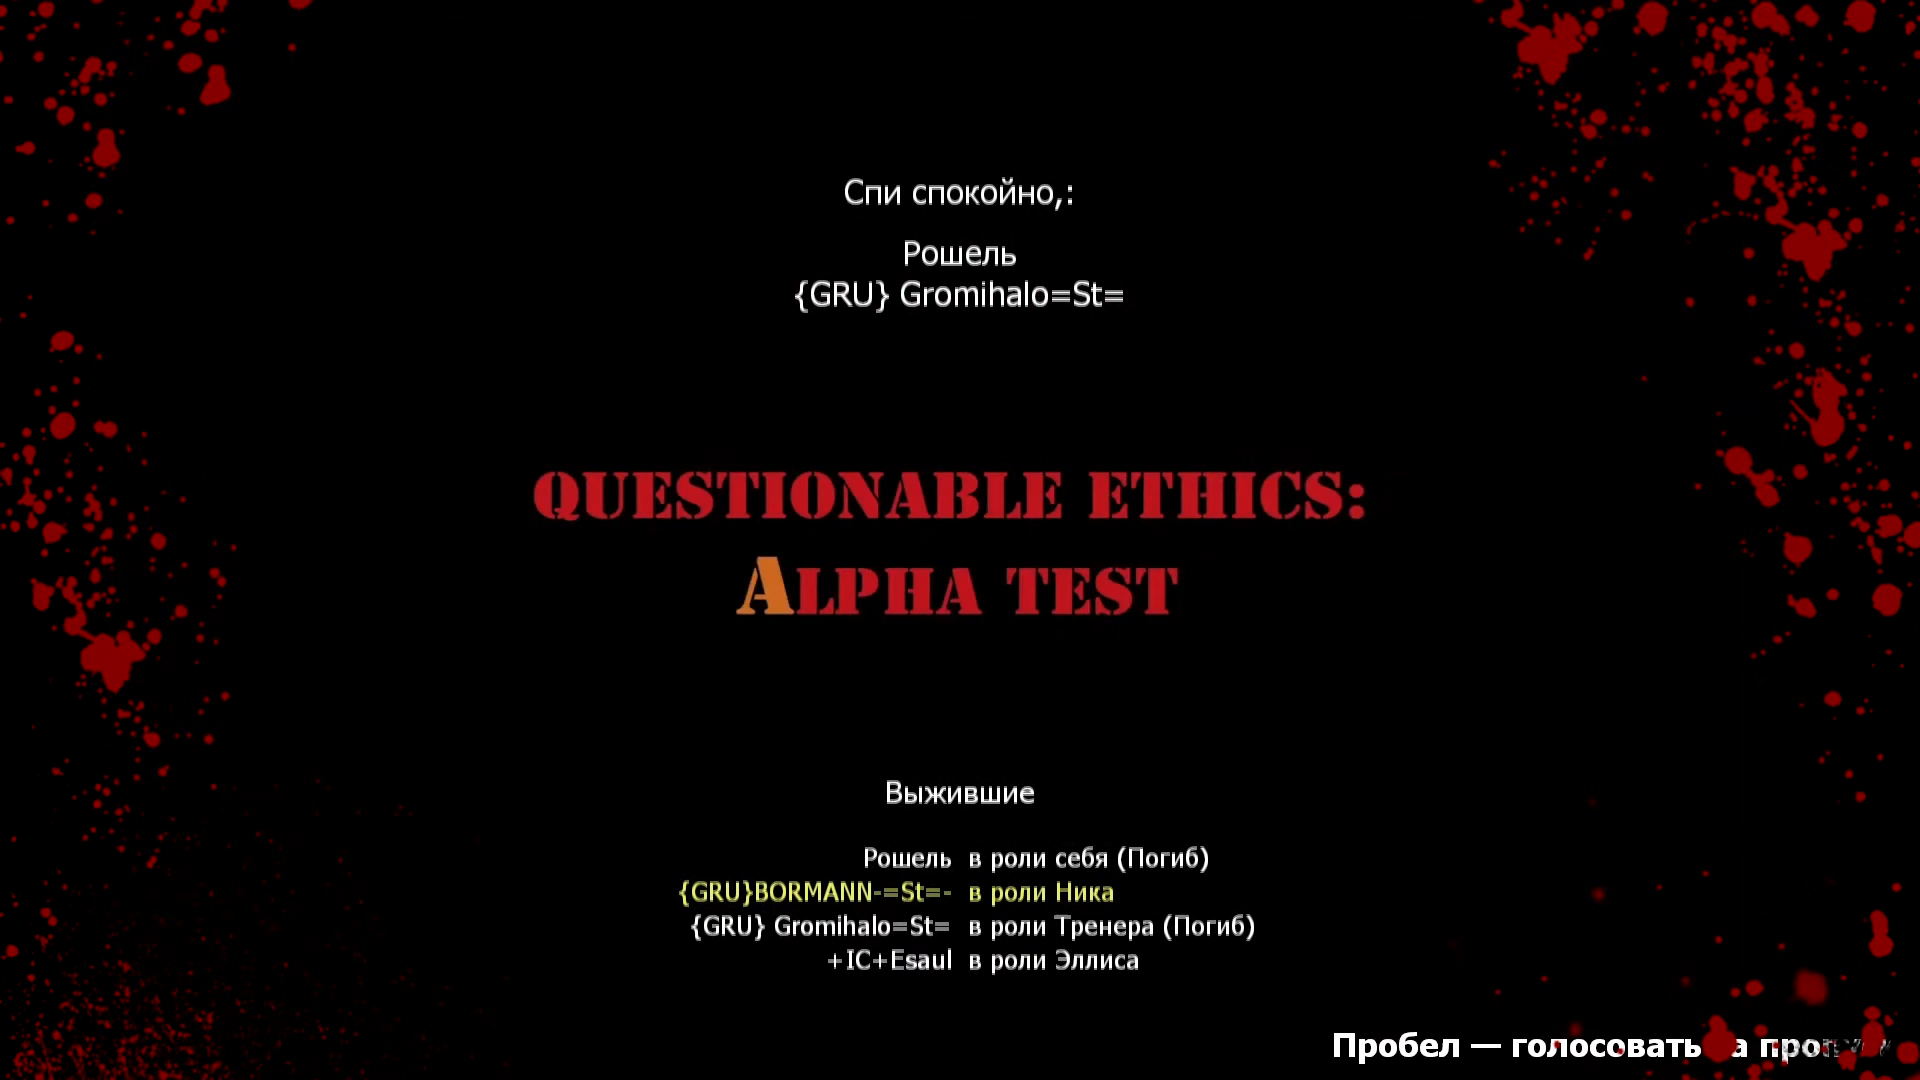 Спи спокойно,:
Рошель
{GRU} Gromihalo=St=
QUESTIONABLE ETHICS:
ALPHA TEST
Выжившие
Рошель в роли себя (Погиб)
{GRU}BORMANN-=St=- в роли Ника
{GRU} Gromihalo=St= в роли Тренера (Погиб)
+IC+Esaul в роли Эллиса
Пробел — голосовать